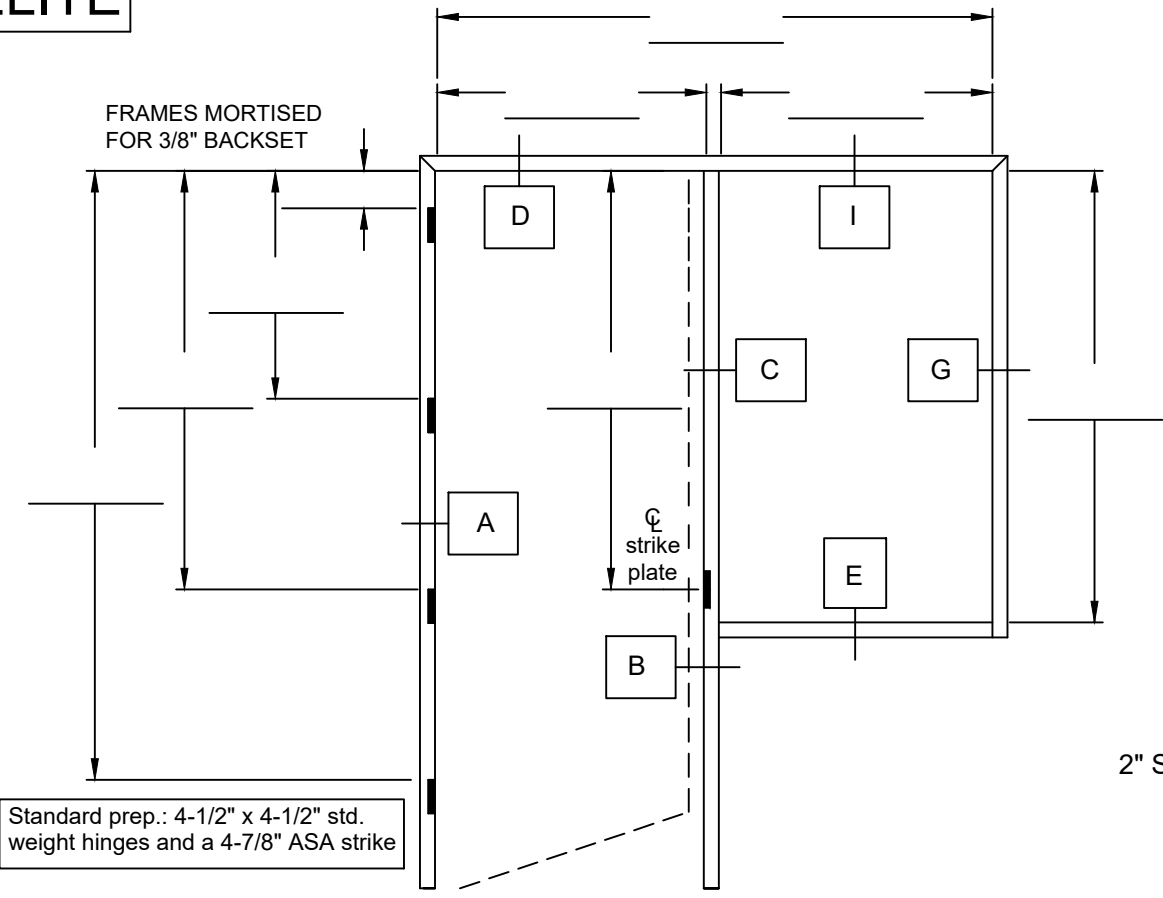 FRAMES MORTISED
FOR 3/8" BACKSET
D
I
C
G
A
℄
strike
plate
E
B
2" S
Standard prep.: 4-1/2" x 4-1/2" std.
weight hinges and a 4-7/8" ASA strike